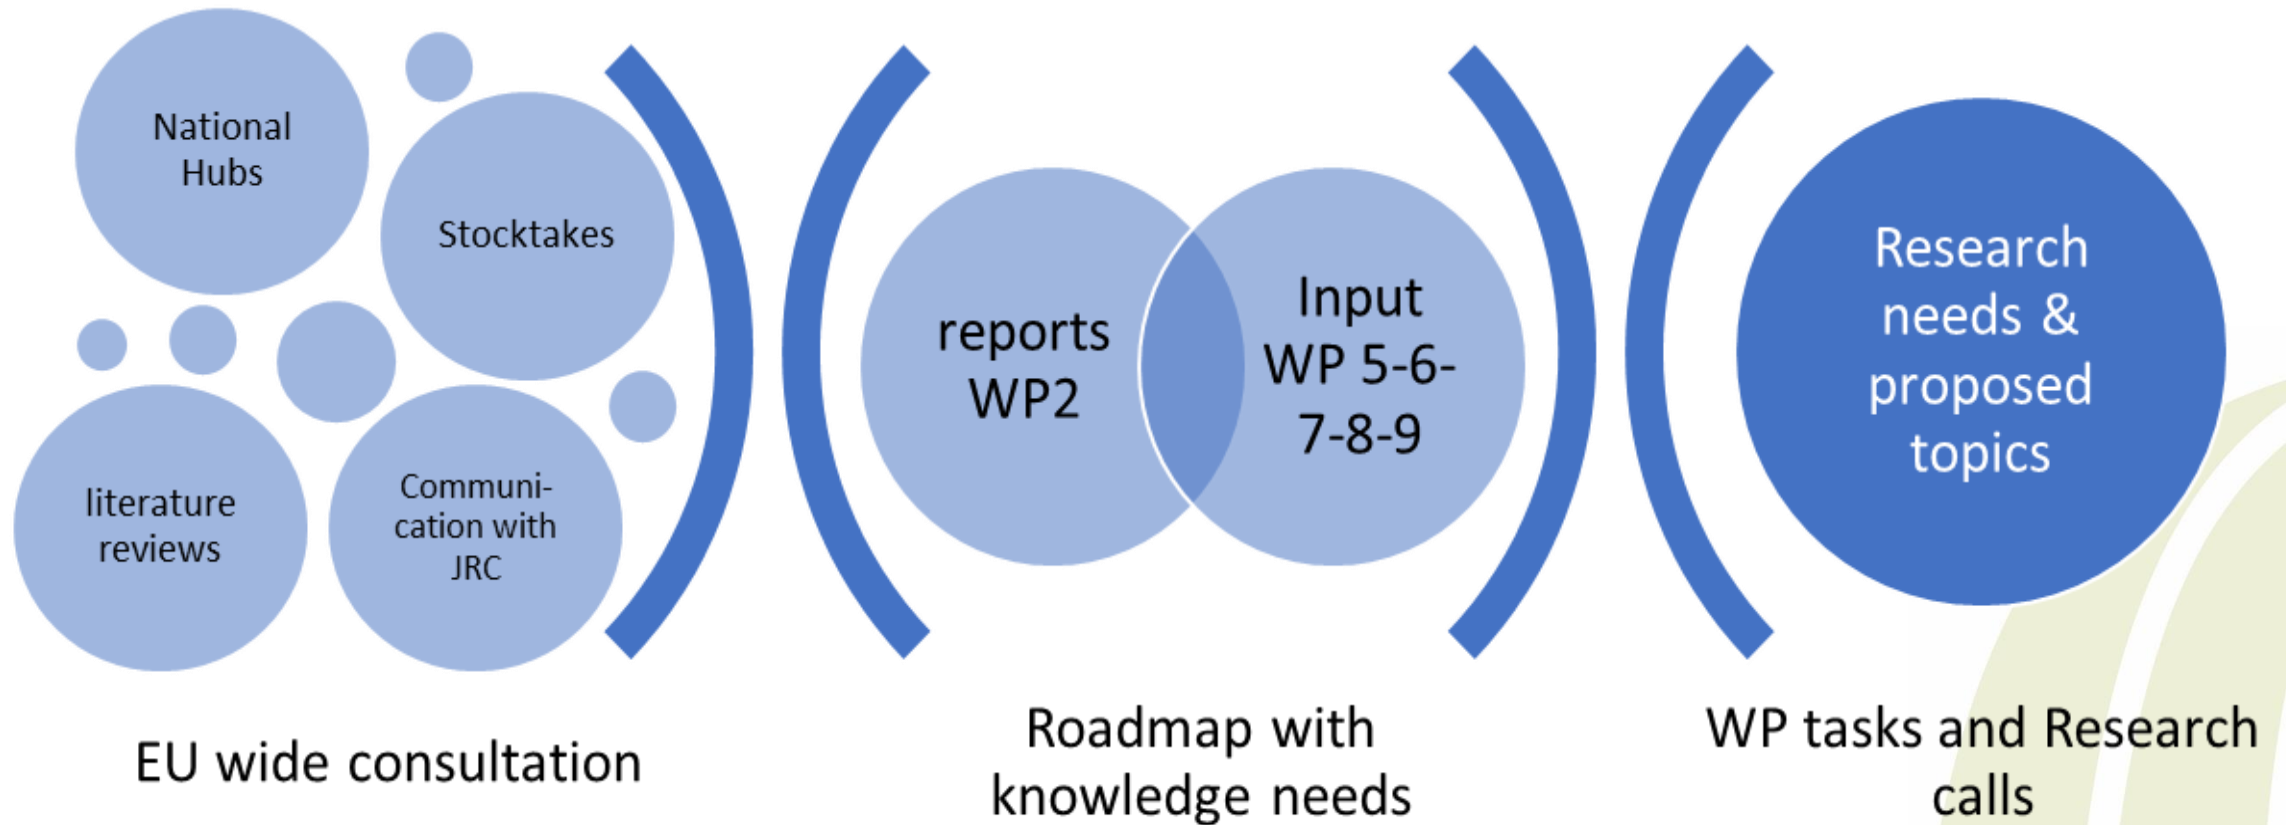 National
Hubs
Stocktakes
literature
reviews
Communi-
cation with
JRC
EU wide consultation
reports
WP2
Input
WP 5-6-
7-8-9
Roadmap with
knowledge needs
Research
needs &
proposed
topics
WP tasks and Research
calls